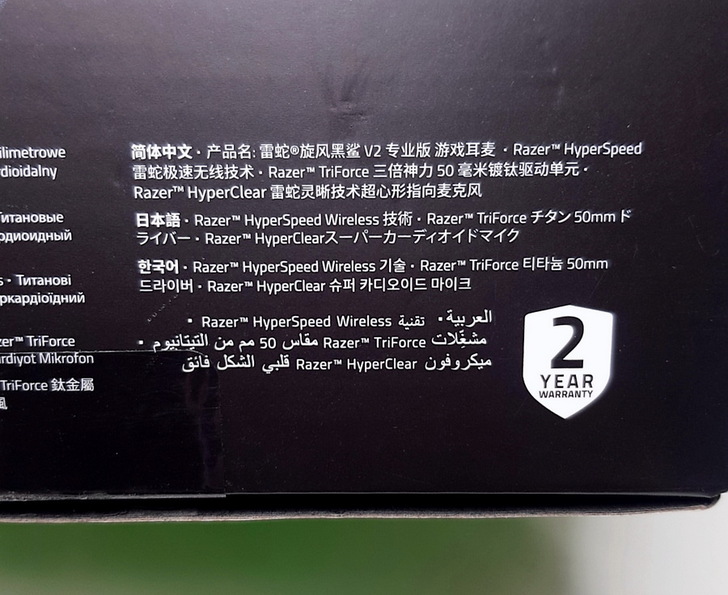 ilimetrowe
dioidalny
Титановые
одиоидный
s • Титанові
ркардіоїдний
zer™ TriForce
ardiyot Mikrofon
TriForce 鈦金屬
風
简体中文 • 产品名: 雷蛇®旋风黑鲨 V2 专业版 游戏耳麦 • Razer™ HyperSpeed
雷蛇极速无线技术 • Razer™ TriForce 三倍神力 50 毫米镀钛驱动单元 •
Razer™ HyperClear 雷蛇灵晰技术超心形指向麦克风
日本語 • Razer™ HyperSpeed Wireless 技術 • Razer™ TriForce チタン 50mm ド
ライバー • Razer™ HyperClearスーパーカーディオイドマイク
한국어 • Razer™ HyperSpeed Wireless 기술 • Razer™ TriForce 티타늄 50mm
드라이버 • Razer™ HyperClear 슈퍼 카디오이드 마이크
العربية • تقنية Razer™ HyperSpeed Wireless •
مشغّلات Razer™ TriForce مقاس 50 مم من التيتانيوم •
ميكروفون Razer™ HyperClear قلبي الشكل فائق
2
YEAR
WARRANTY